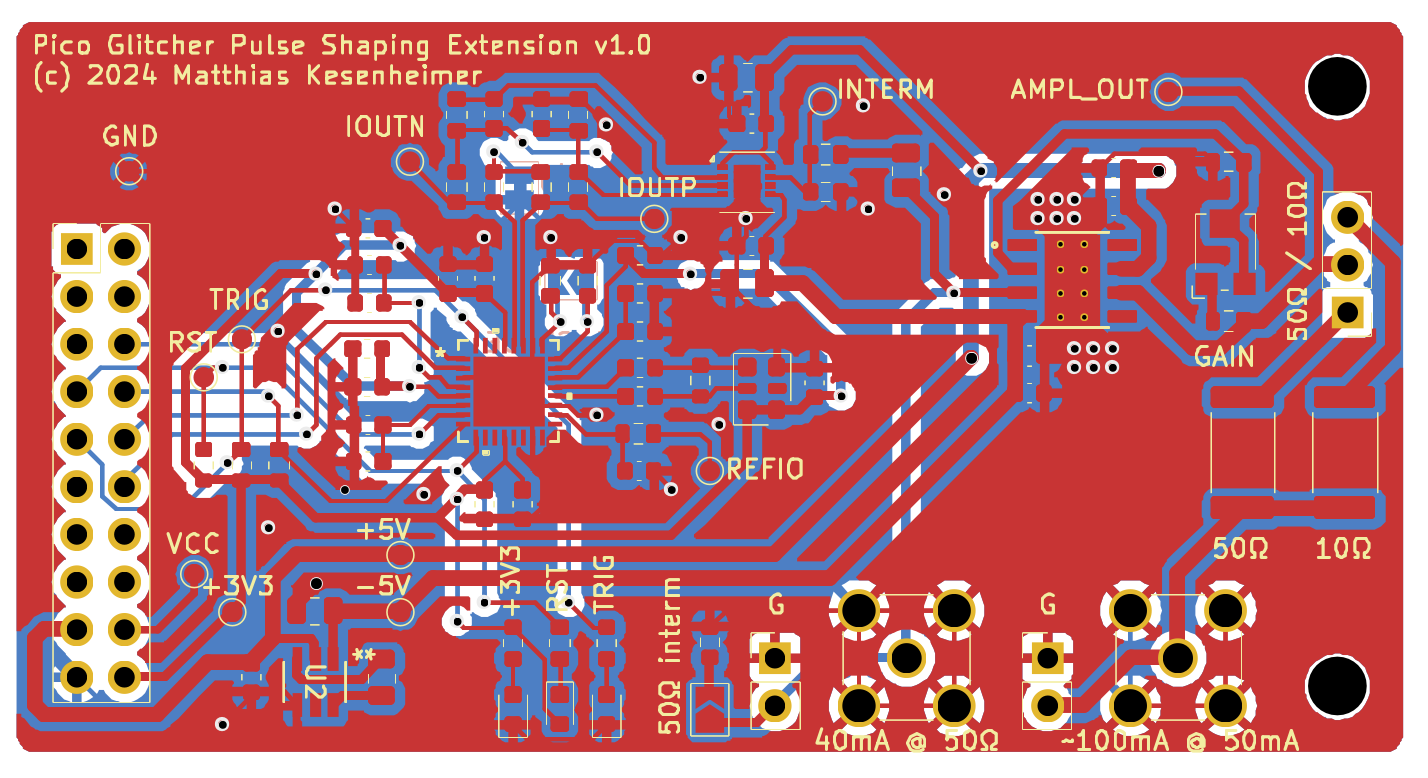 Pico Glitcher Pulse Shaping Extension v1.0
(c) 2024 Matthias Kesenheimer
INTERM
AMPL_OUT
GND
IOUTN
IOUTP
50Ω / 10Ω
TRIG
RST
*
GAIN
REFIO
+5V
VCC
50Ω
10Ω
+3V3
-5V
+3V3
RST
TRIG
50Ω interm
G
G
**
U2
40mA @ 50Ω
~100mA @ 50mA